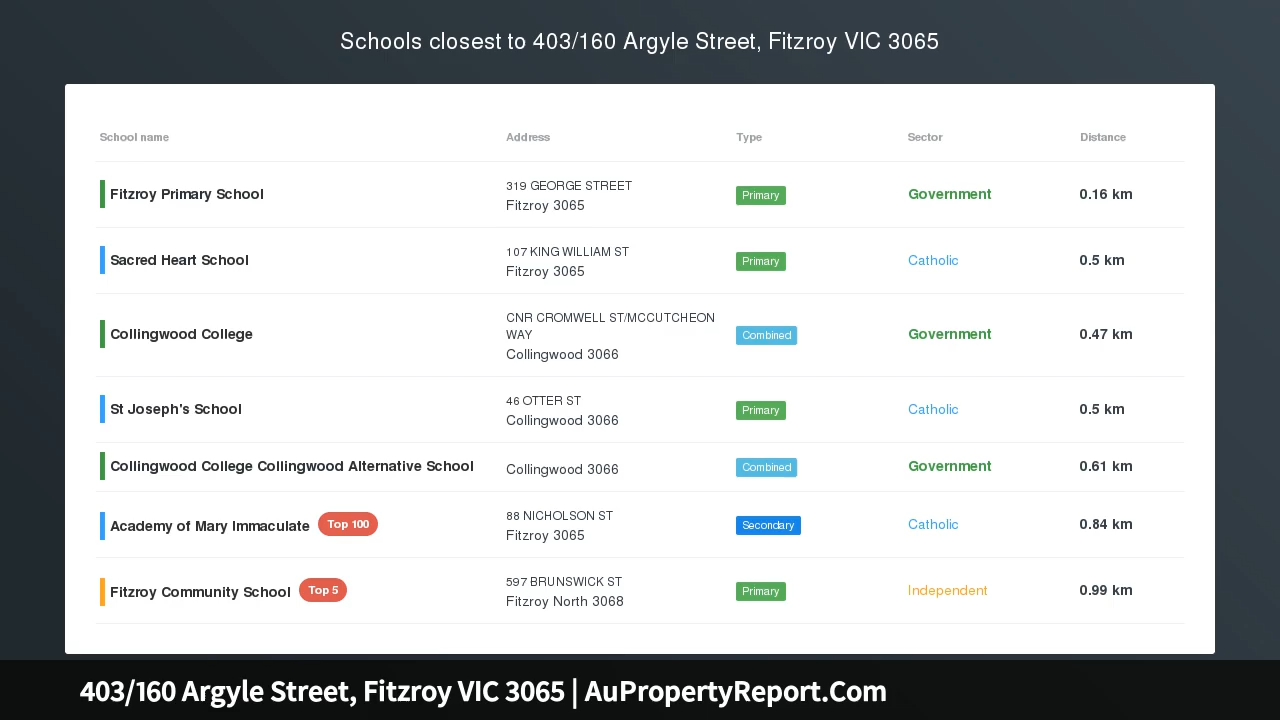 Schools closest to 403/160 Argyle Street, Fitzroy VIC 3065
School name Address Type Sector Distance
Fitzroy Primary School 319 GEORGE STREET Primary Government 0.16 km
Fitzroy 3065
Sacred Heart School 107 KING WILLIAM ST Primary Catholic 0.5 km
Fitzroy 3065
Collingwood College CNR CROMWELL ST/MCCUTCHEON Combined Government 0.47 km
WAY
Collingwood 3066
St Joseph's School 46 OTTER ST Primary Catholic 0.5 km
Collingwood 3066
Collingwood College Collingwood Alternative School Collingwood 3066 Combined Government 0.61 km
Academy of Mary Immaculate Top 100 88 NICHOLSON ST Secondary Catholic 0.84 km
Fitzroy 3065
Fitzroy Community School Top 5 597 BRUNSWICK ST Primary Independent 0.99 km
Fitzroy North 3068
403/160 Argyle Street, Fitzroy VIC 3065 | AuPropertyReport.Com